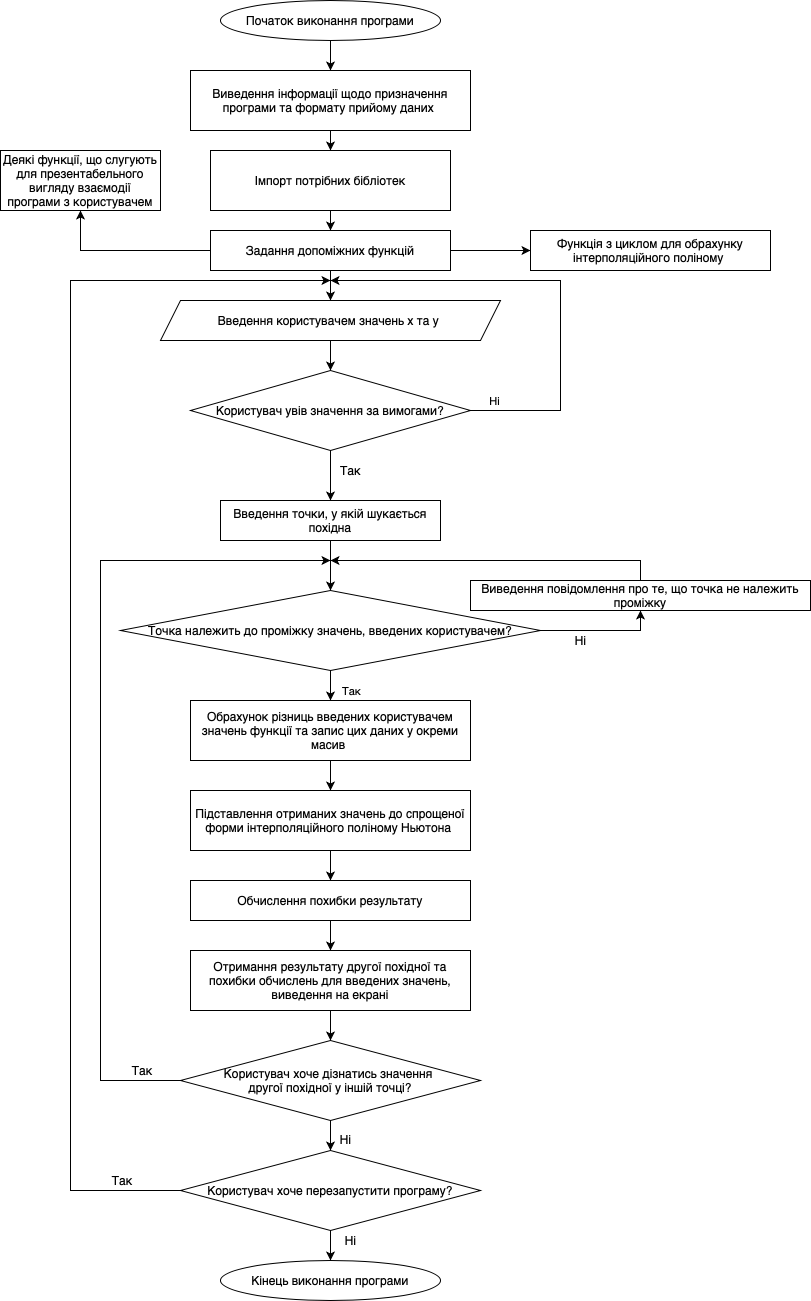 Початок виконання програми
Виведення інформації щодо призначення
програми та формату прийому даних
Деякі функції, що слугують
для презентабельного
вигляду взаємодії
програми з користувачем
Імпорт потрібних бібліотек
Задання допоміжних функцій
Функція з циклом для обрахунку
інтерполяційного поліному
Введення користувачем значень х та у
Користувач увів значення за вимогами?
Ні
Так
Введення точки, у якій шукається
похідна
Виведення повідомлення про те, що точка не належить
проміжку
Точка належить до проміжку значень, введених користувачем?
Ні
Так
Обрахунок різниць введених користувачем
значень функції та запис цих даних у окреми
масив
Підставлення отриманих значень до спрощеної
форми інтерполяційного поліному Ньютона
Обчислення похибки результату
Отримання результату другої похідної та
похибки обчислень для введених значень,
виведення на екрані
Так
Користувач хоче дізнатись значення
другої похідної у іншій точці?
Ні
Так
Користувач хоче перезапустити програму?
Ні
Кінець виконання програми